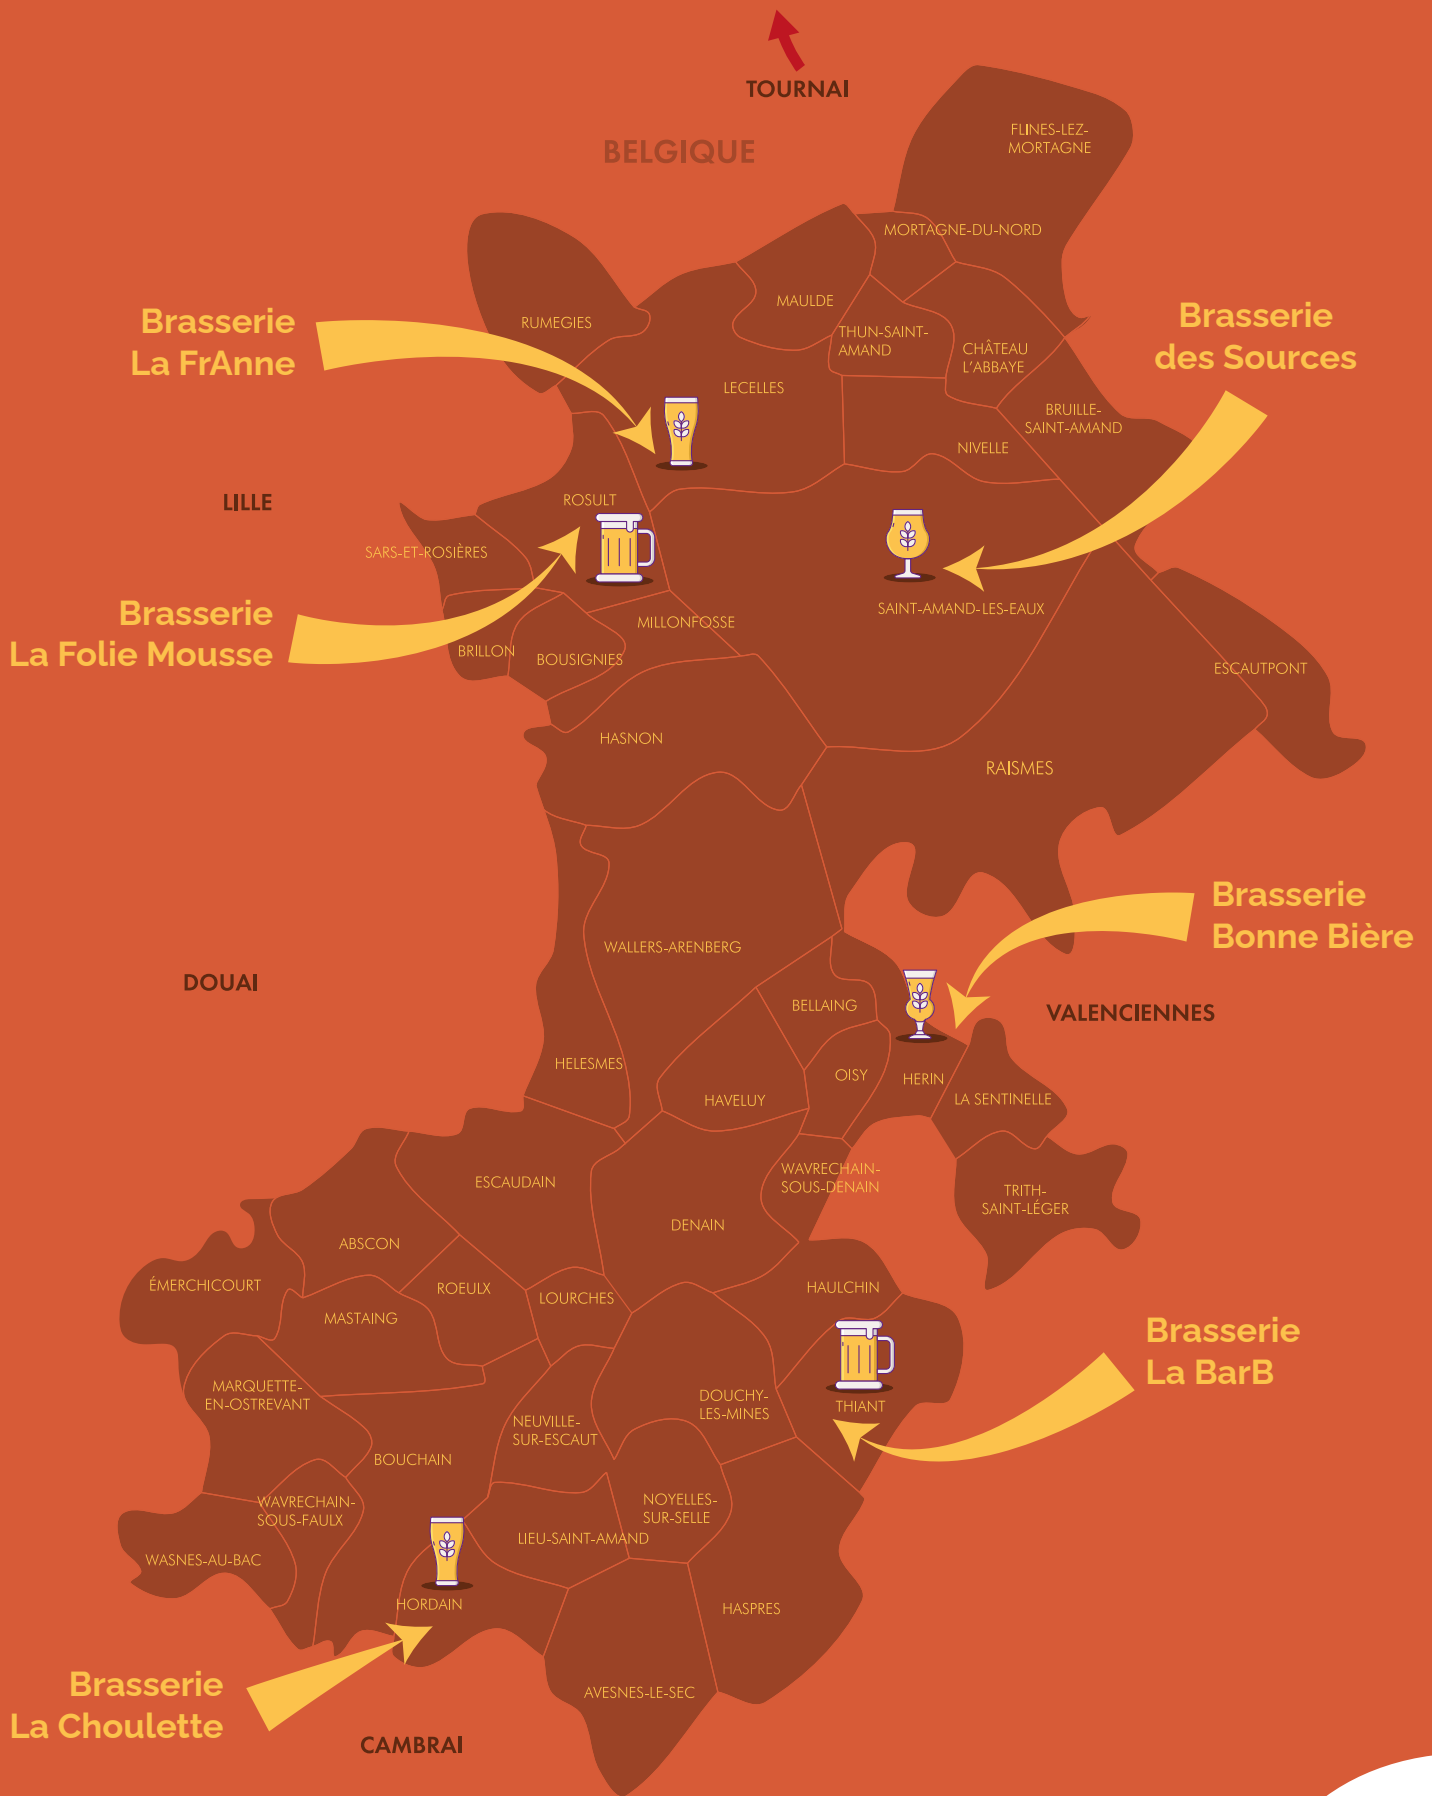 TOURNAI
BELGIQUE
FLINES-LEZ-
MORTAGNE
MORTAGNE-DU-NORD
MAULDE
RUMEGIES
THUN-SAINT-
AMAND
CHÂTEAU
L'ABBAYE
Brasserie
La FrAnne
Brasserie
des Sources
LECELLES
BRUILLE-
SAINT-AMAND
NIVELLE
LILLE
ROSULT
SARS-ET-ROSIÈRES
SAINT-AMAND-LES-EAUX
Brasserie
La Folie Mousse
MILLONFOSSE
BRILLON
BOUSIGNIES
ESCAUTPONT
HASNON
RAISMES
Brasserie
Bonne Bière
WALLERS-ARENBERG
DOUAI
BELLAING
VALENCIENNES
HELESMES
OISY
HERIN
HAVELUY
LA SENTINELLE
WAVRECHAIN-
SOUS-DENAIN
ESCAUDAIN
TRITH-
SAINT-LÉGER
DENAIN
ABSCON
ÉMERCHICOURT
ROEULX
LOURCHES
HAULCHIN
MASTAING
Brasserie
La BarB
MARQUETTE-
EN-OSTREVANT
DOUCHY-
LES-MINES
THIANT
NEUVILLE-
SUR-ESCAUT
BOUCHAIN
WAVRECHAIN-
SOUS-FAULX
NOYELLES-
SUR-SELLE
LIEU-SAINT-AMAND
WASNES-AU-BAC
HORDAIN
HASPRES
Brasserie
La Choulette
AVESNES-LE-SEC
CAMBRAI